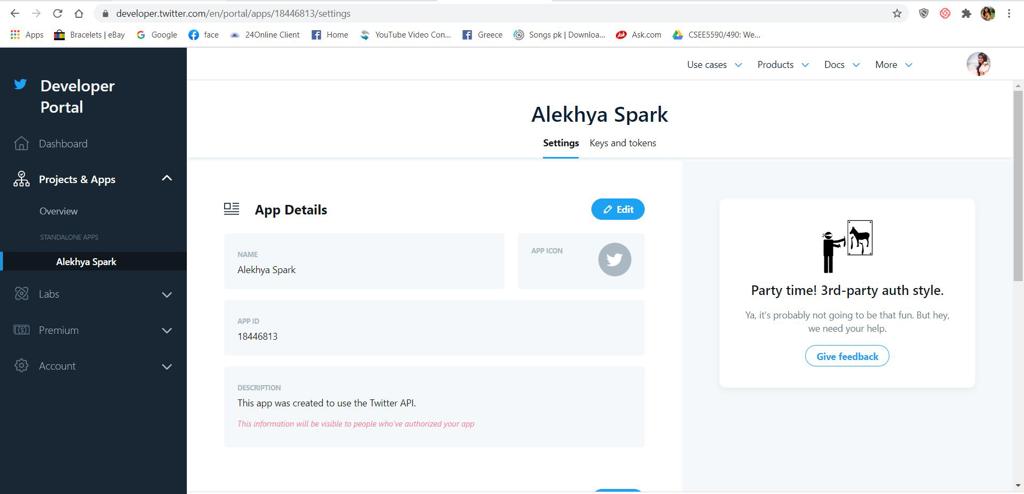 developer.twitter.com/en/portal/apps/18446813/settings
Apps Bracelets | eBay Google face 24Online Client Home YouTube Video Con... Greece Songs pk | Downloa... Ask.com CSEE5590/490: We...
Developer
Portal
Dashboard
Projects & Apps
Overview
STANDALONE APPS
Alekhya Spark
Labs
Premium
Account
Use cases Products Docs More
Alekhya Spark
Settings Keys and tokens
App Details
Edit
NAME
Alekhya Spark
APP ICON
APP ID
18446813
DESCRIPTION
This app was created to use the Twitter API.
This information will be visible to people who've authorized your app
Party time! 3rd-party auth style.
Ya, it's probably not going to be that fun. But hey,
we need your help.
Give feedback